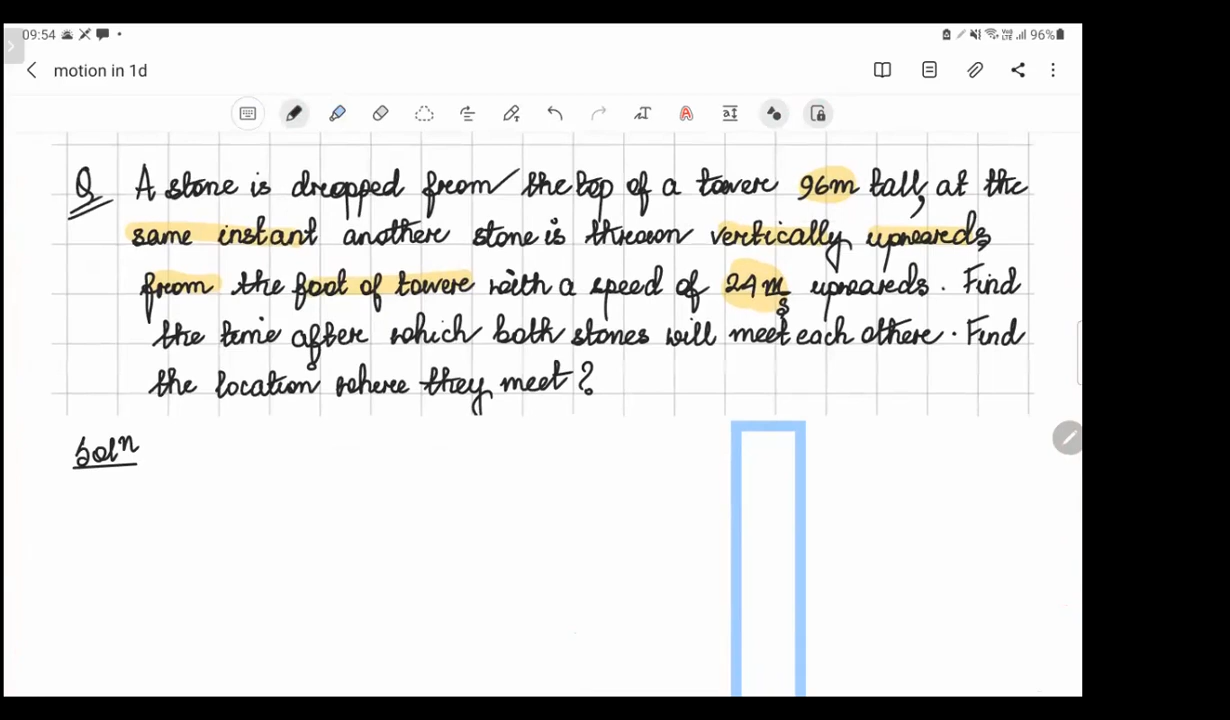 09:54
96%
motion in 1d
Q A stone is dropped from the top of a tower 96m tall, at the
same instant another stone is thrown vertically upwards
from the foot of tower with a speed of 24 m/s upwards. Find
the time after which both stones will meet each other. Find
the location where they meet?
Solⁿ